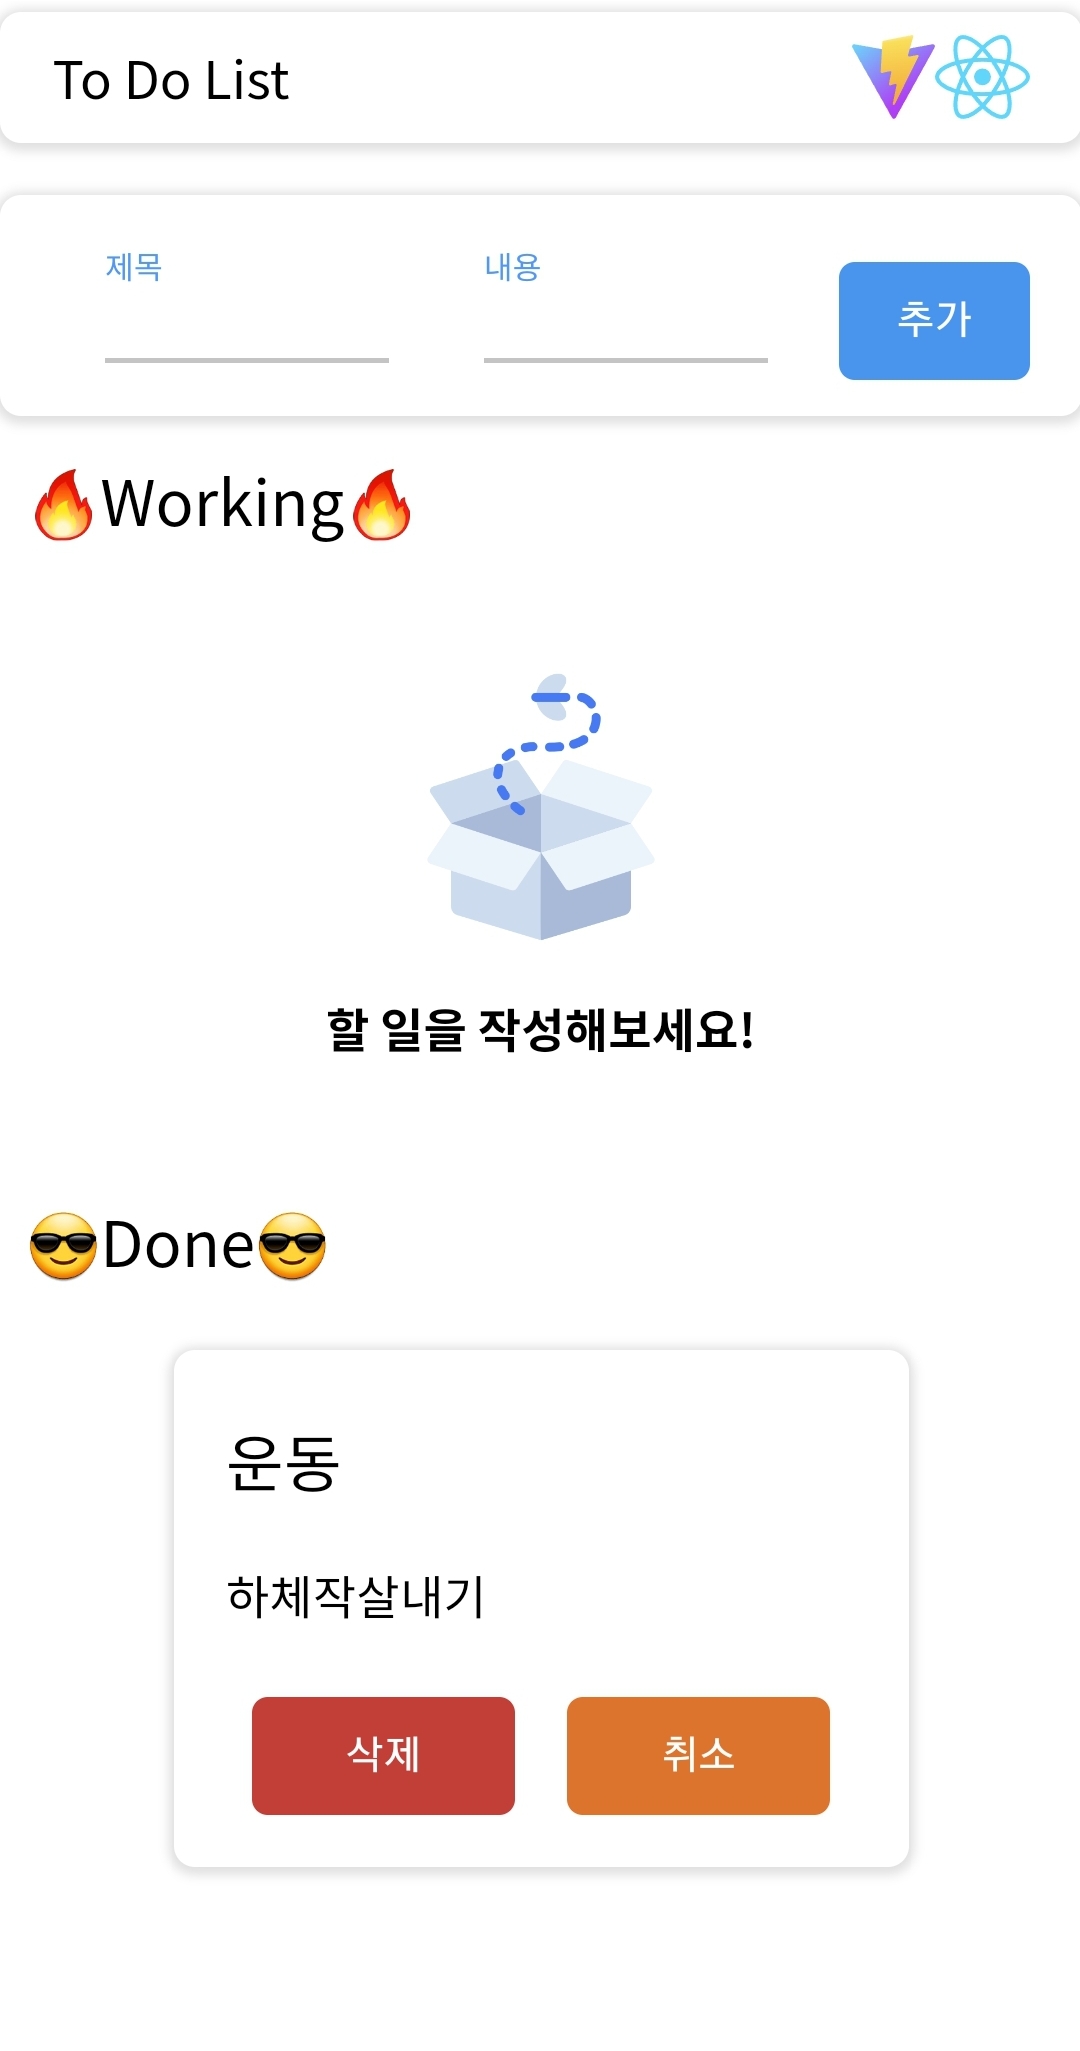 To Do List
제목
내용
추가
🔥Working🔥
할 일을 작성해보세요!
😎Done😎
운동
하체작살내기
삭제
취소